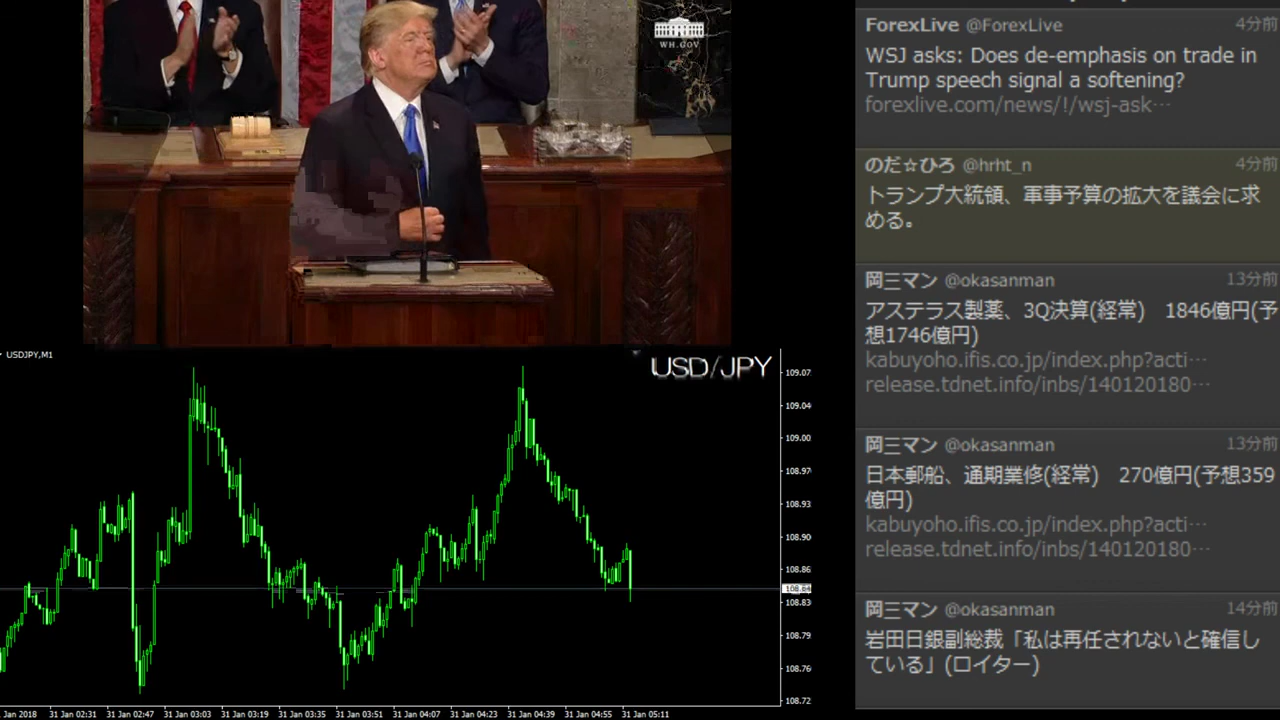 WH.GOV
USDJPY,M1
USD/JPY
109.07
109.04
109.00
108.97
108.93
108.90
108.86
108.84
108.83
108.79
108.76
108.72
Jan 2018
31 Jan 02:31
31 Jan 02:47
31 Jan 03:03
31 Jan 03:19
31 Jan 03:35
31 Jan 03:51
31 Jan 04:07
31 Jan 04:23
31 Jan 04:39
31 Jan 04:55
31 Jan 05:11
ForexLive @ForexLive 4分前
WSJ asks: Does de-emphasis on trade in
Trump speech signal a softening?
forexlive.com/news/!/wsj-ask…
のだ☆ひろ @hrht_n 4分前
トランプ大統領、軍事予算の拡大を議会に求
める。
岡三マン @okasanman 13分前
アステラス製薬、3Q決算(経常) 1846億円(予
想1746億円)
kabuyoho.ifis.co.jp/index.php?acti…
release.tdnet.info/inbs/140120180…
岡三マン @okasanman 13分前
日本郵船、通期業修(経常) 270億円(予想359
億円)
kabuyoho.ifis.co.jp/index.php?acti…
release.tdnet.info/inbs/140120180…
岡三マン @okasanman 14分前
岩田日銀副総裁「私は再任されないと確信し
ている」(ロイター)